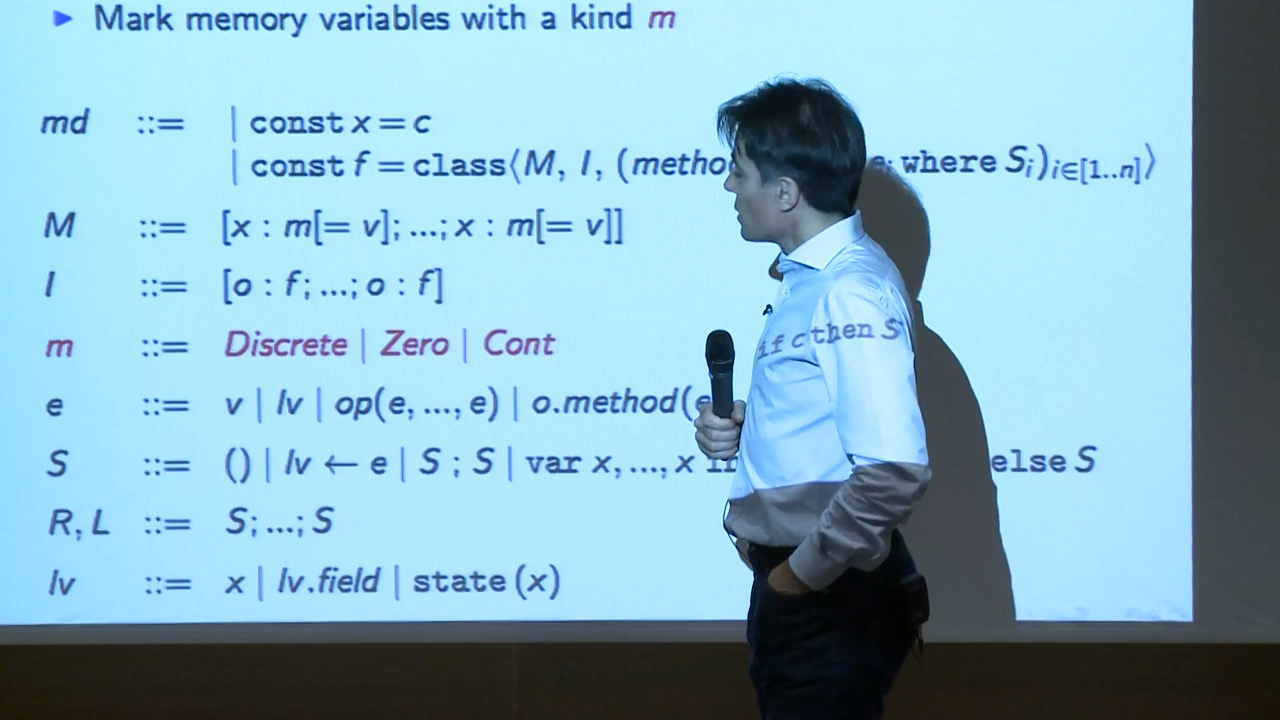 ► Mark memory variables with a kind m
md ::= | const x = c
| const f = class⟨M, I, (metho where Sᵢ)ᵢ∈[1..n]⟩
M ::= [x : m[= v]; ...; x : m[= v]]
I ::= [o : f; ...; o : f]
m ::= Discrete | Zero | Cont
e ::= v | lv | op(e, ..., e) | o.method(e
S ::= () | lv ← e | S ; S | var x, ..., x in if c then S else S
R, L ::= S; ...; S
lv ::= x | lv.field | state (x)